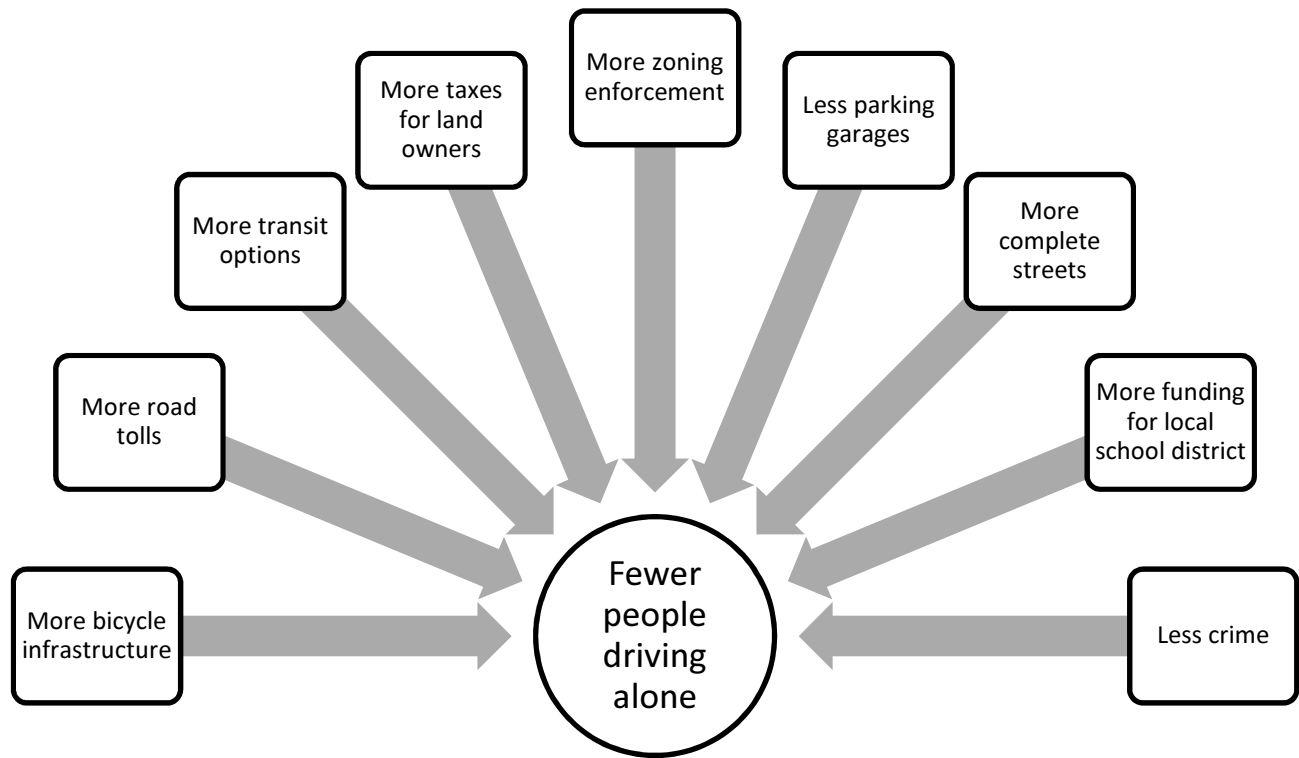 More bicycle
infrastructure
More road
tolls
More transit
options
More taxes
for land
owners
More zoning
enforcement
Less parking
garages
More
complete
streets
More funding
for local
school district
Less crime
Fewer
people
driving
alone